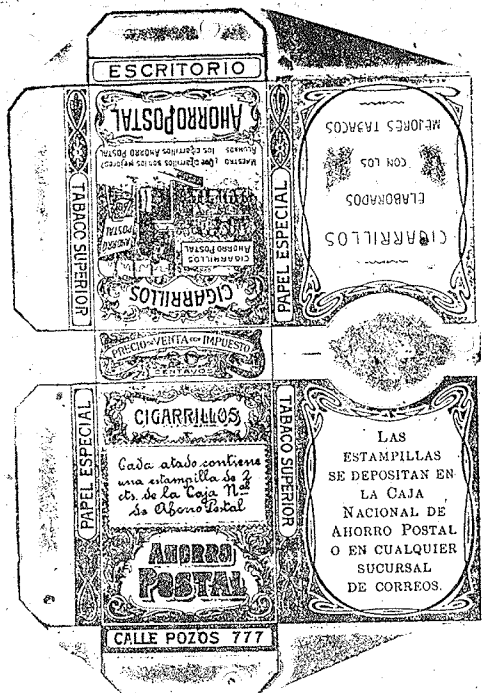 ESCRITORIO
AHORRO POSTAL
MAESTRO ¿Que cigarrillos son los mejores?
ALUMNOS los cigarrillos AHORRO POSTAL
CIGARRILLOS
AHORRO POSTAL
AHORRO
POSTAL
CIGARRILLOS
TABACO SUPERIOR
PAPEL ESPECIAL
CIGARRILLOS
ELABORADOS
CON LOS
MEJORES TABACOS
PRECIO DE VENTA CON IMPUESTO
CENTAVOS
PAPEL ESPECIAL
CIGARRILLOS
Cada atado contiene
una estampilla de 2
cts. de la Caja Nal
de Ahorro Postal
AHORRO
POSTAL
TABACO SUPERIOR
LAS
ESTAMPILLAS
SE DEPOSITAN EN
LA CAJA
NACIONAL DE
AHORRO POSTAL
O EN CUALQUIER
SUCURSAL
DE CORREOS.
CALLE POZOS 777